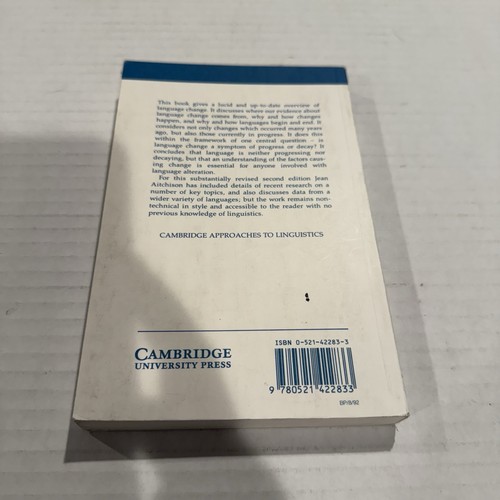 This book gives a lucid and up-to-date overview of
language change. It discusses where our evidence about
language change comes from, why and how changes
happen, and why and how languages begin and end. It
considers not only changes which occurred many years
ago, but also those currently in progress. It does this
within the framework of one central question – is
language change a symptom of progress or decay? It
concludes that language is neither progressing nor
decaying, but that an understanding of the factors caus-
ing change is essential for anyone involved with
language alteration.
For this substantially revised second edition Jean
Aitchison has included details of recent research on a
number of key topics, and also discusses data from a
wider variety of languages; but the work remains non-
technical in style and accessible to the reader with no
previous knowledge of linguistics.
CAMBRIDGE APPROACHES TO LINGUISTICS
CAMBRIDGE
UNIVERSITY PRESS
ISBN 0-521-42283-3
9 780521 422833